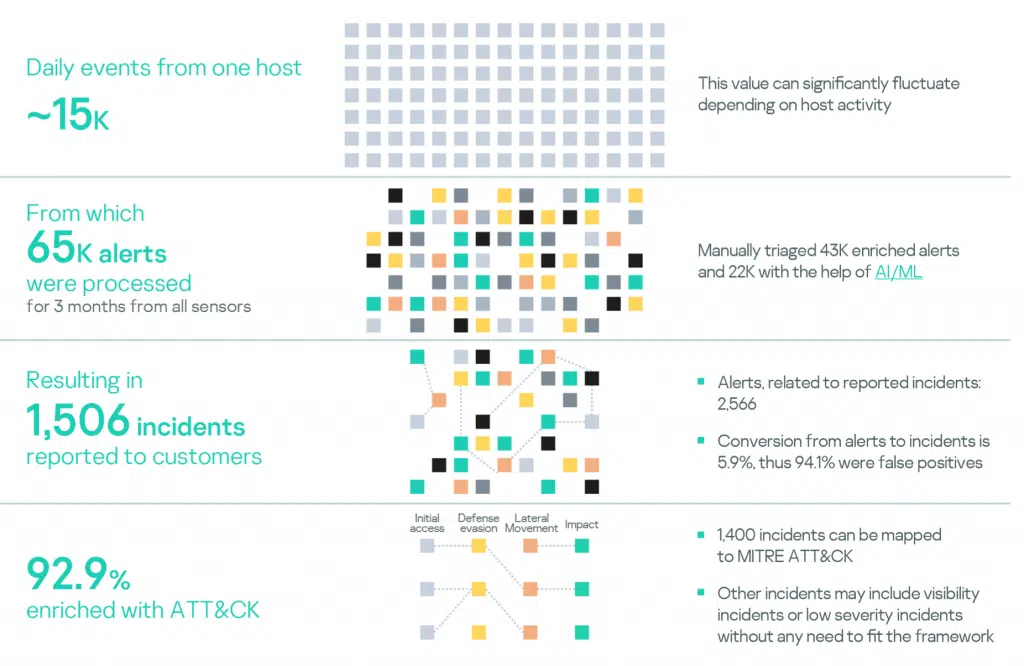 Daily events from one host
~15K
This value can significantly fluctuate
depending on host activity
From which
65K alerts
were processed
for 3 months from all sensors
Manually triaged 43K enriched alerts
and 22K with the help of AI/ML
Resulting in
1,506 incidents
reported to customers
Alerts, related to reported incidents:
2,566
Conversion from alerts to incidents is
5.9%, thus 94.1% were false positives
92.9%
enriched with ATT&CK
Initial
access
Defense
evasion
Lateral
Movement
Impact
1,400 incidents can be mapped
to MITRE ATT&CK
Other incidents may include visibility
incidents or low severity incidents
without any need to fit the framework